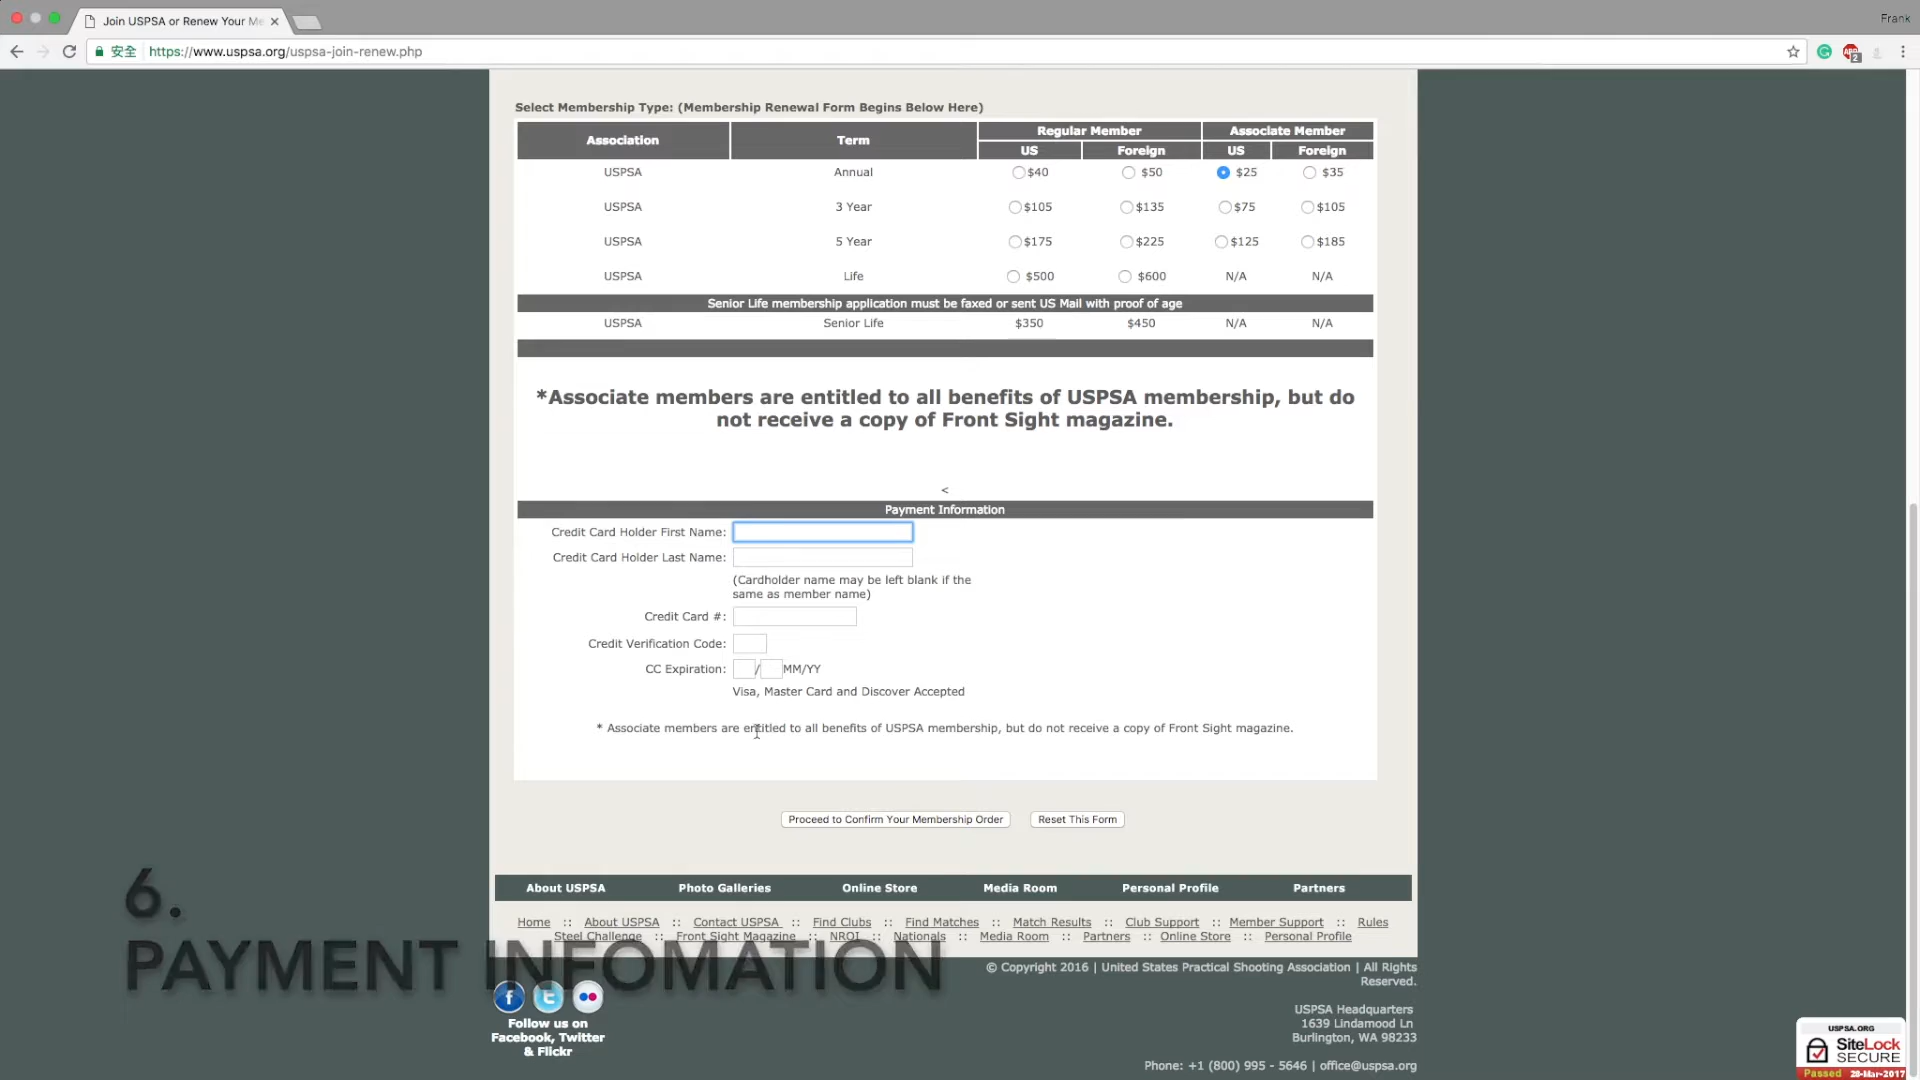 Join USPSA or Renew Your Me
Frank
安全 https://www.uspsa.org/uspsa-join-renew.php
Select Membership Type: (Membership Renewal Form Begins Below Here)
Association Term Regular Member Associate Member
US Foreign US Foreign
USPSA Annual $40 $50 $25 $35
USPSA 3 Year $105 $135 $75 $105
USPSA 5 Year $175 $225 $125 $185
USPSA Life $500 $600 N/A N/A
Senior Life membership application must be faxed or sent US Mail with proof of age
USPSA Senior Life $350 $450 N/A N/A
*Associate members are entitled to all benefits of USPSA membership, but do
not receive a copy of Front Sight magazine.
<
Payment Information
Credit Card Holder First Name:
Credit Card Holder Last Name:
(Cardholder name may be left blank if the
same as member name)
Credit Card #:
Credit Verification Code:
CC Expiration: / MM/YY
Visa, Master Card and Discover Accepted
* Associate members are entitled to all benefits of USPSA membership, but do not receive a copy of Front Sight magazine.
Proceed to Confirm Your Membership Order Reset This Form
About USPSA Photo Galleries Online Store Media Room Personal Profile Partners
Home :: About USPSA :: Contact USPSA :: Find Clubs :: Find Matches :: Match Results :: Club Support :: Member Support :: Rules
Steel Challenge :: Front Sight Magazine :: NROI :: Nationals :: Media Room :: Partners :: Online Store :: Personal Profile
6.
PAYMENT INFOMATION
© Copyright 2016 | United States Practical Shooting Association | All Rights
Reserved.
Follow us on
Facebook, Twitter
& Flickr
USPSA Headquarters
1639 Lindamood Ln
Burlington, WA 98233
Phone: +1 (800) 995 - 5646 | office@uspsa.org
USPSA.ORG
SiteLock
SECURE
Passed 28-Mar-2017